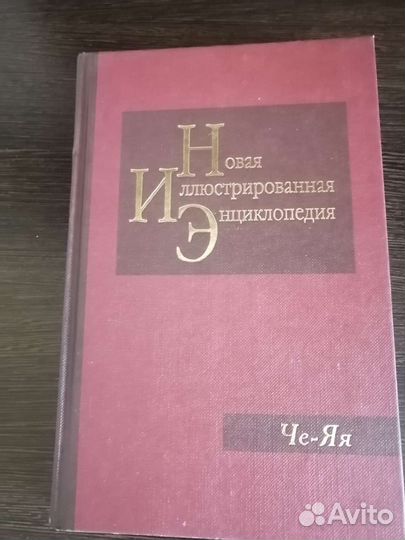 Новая
Иллюстрированная
Энциклопедия
Че-Яя
Avito